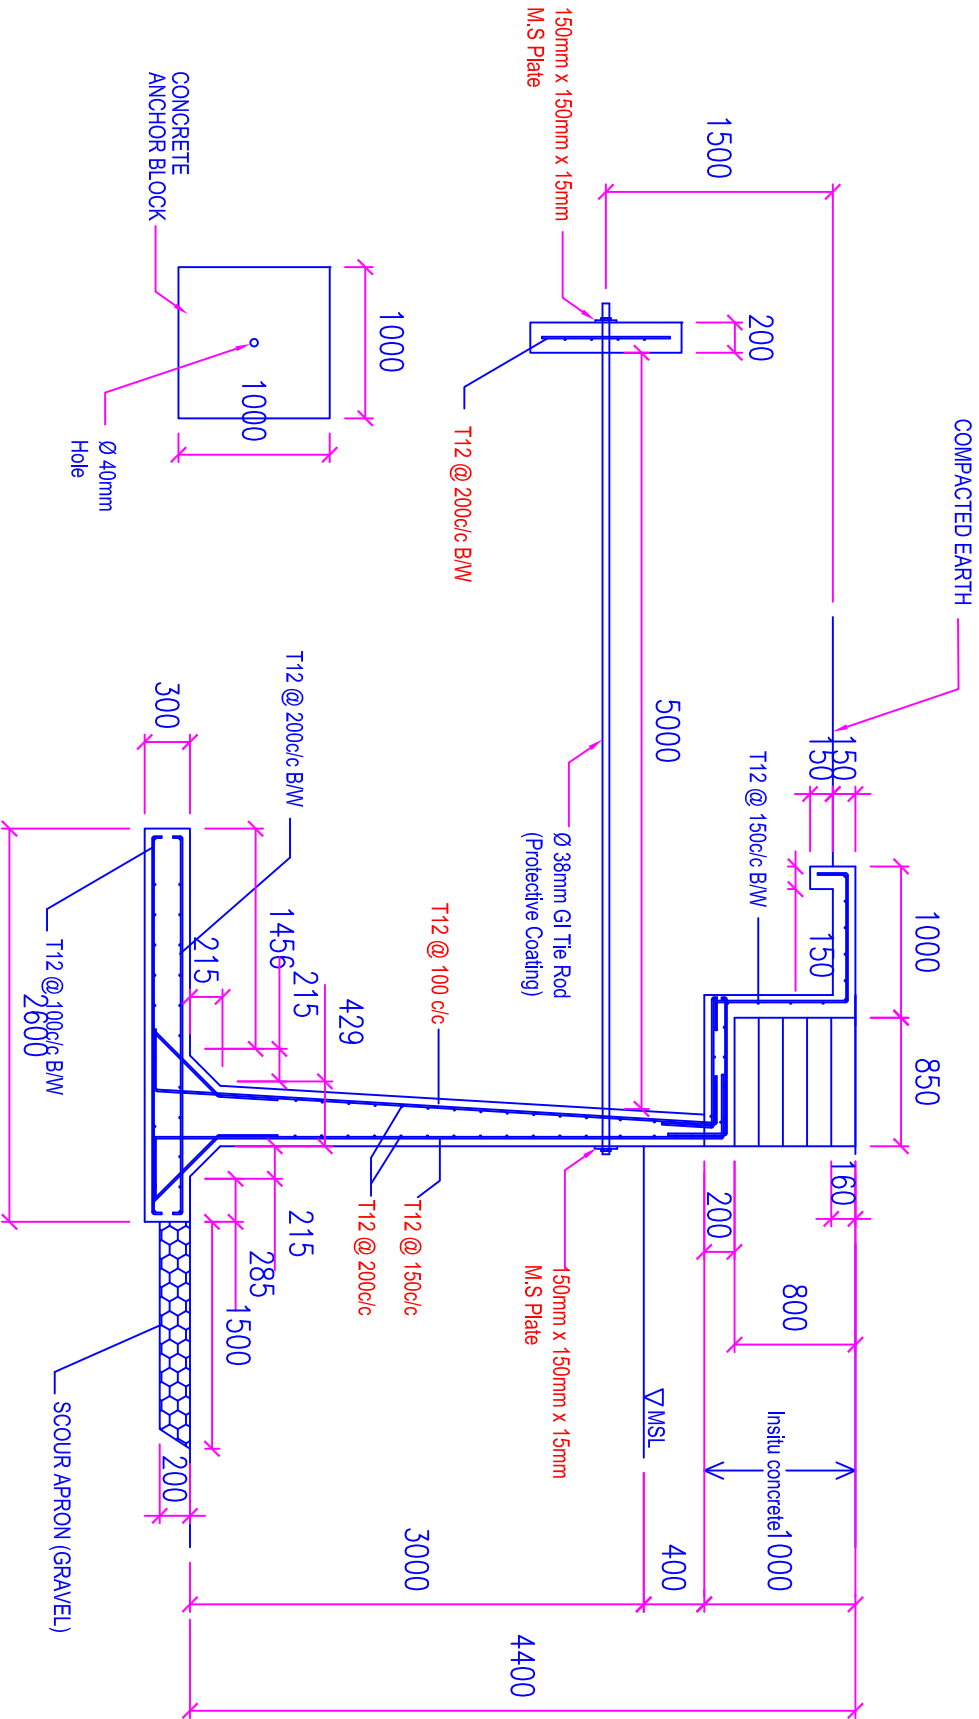 COMPACTED EARTH
1000
850
150
150
160
T12 @ 150c/c B/W
150
200
800
Insitu concrete
1000
1500
150mm x 150mm x 15mm
M.S Plate
200
5000
Ø 38mm GI Tie Rod
(Protective Coating)
▽ MSL
400
T12 @ 200c/c B/W
150mm x 150mm x 15mm
M.S Plate
T12 @ 100 c/c
T12 @ 150c/c
T12 @ 200c/c
3000
4400
1000
1000
CONCRETE
ANCHOR BLOCK
Ø 40mm
Hole
T12 @ 200c/c B/W
1456
215
429
215
215
285
1500
300
T12 @ 100c/c B/W
2600
200
SCOUR APRON (GRAVEL)